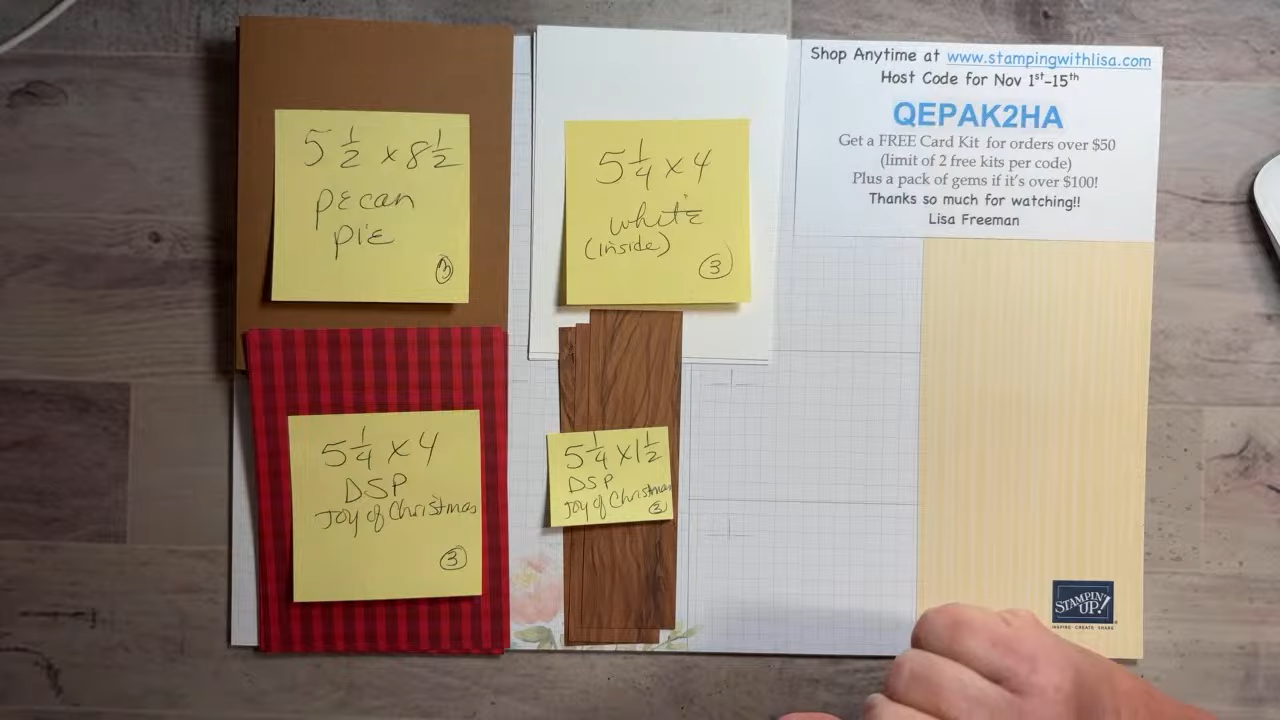 5 1/2 x 8 1/2
pecan
pie
3
5 1/4 x 4
white
(inside)
3
Shop Anytime at www.stampingwithlisa.com
Host Code for Nov 1st-15th
QEPAK2HA
Get a FREE Card Kit for orders over $50
(limit of 2 free kits per code)
Plus a pack of gems if it's over $100!
Thanks so much for watching!!
Lisa Freeman
5 1/4 x 4
DSP
Joy of Christmas
3
5 1/4 x 1 1/2
DSP
Joy of Christmas
STAMPIN' UP!
INSPIRE CREATE SHARE